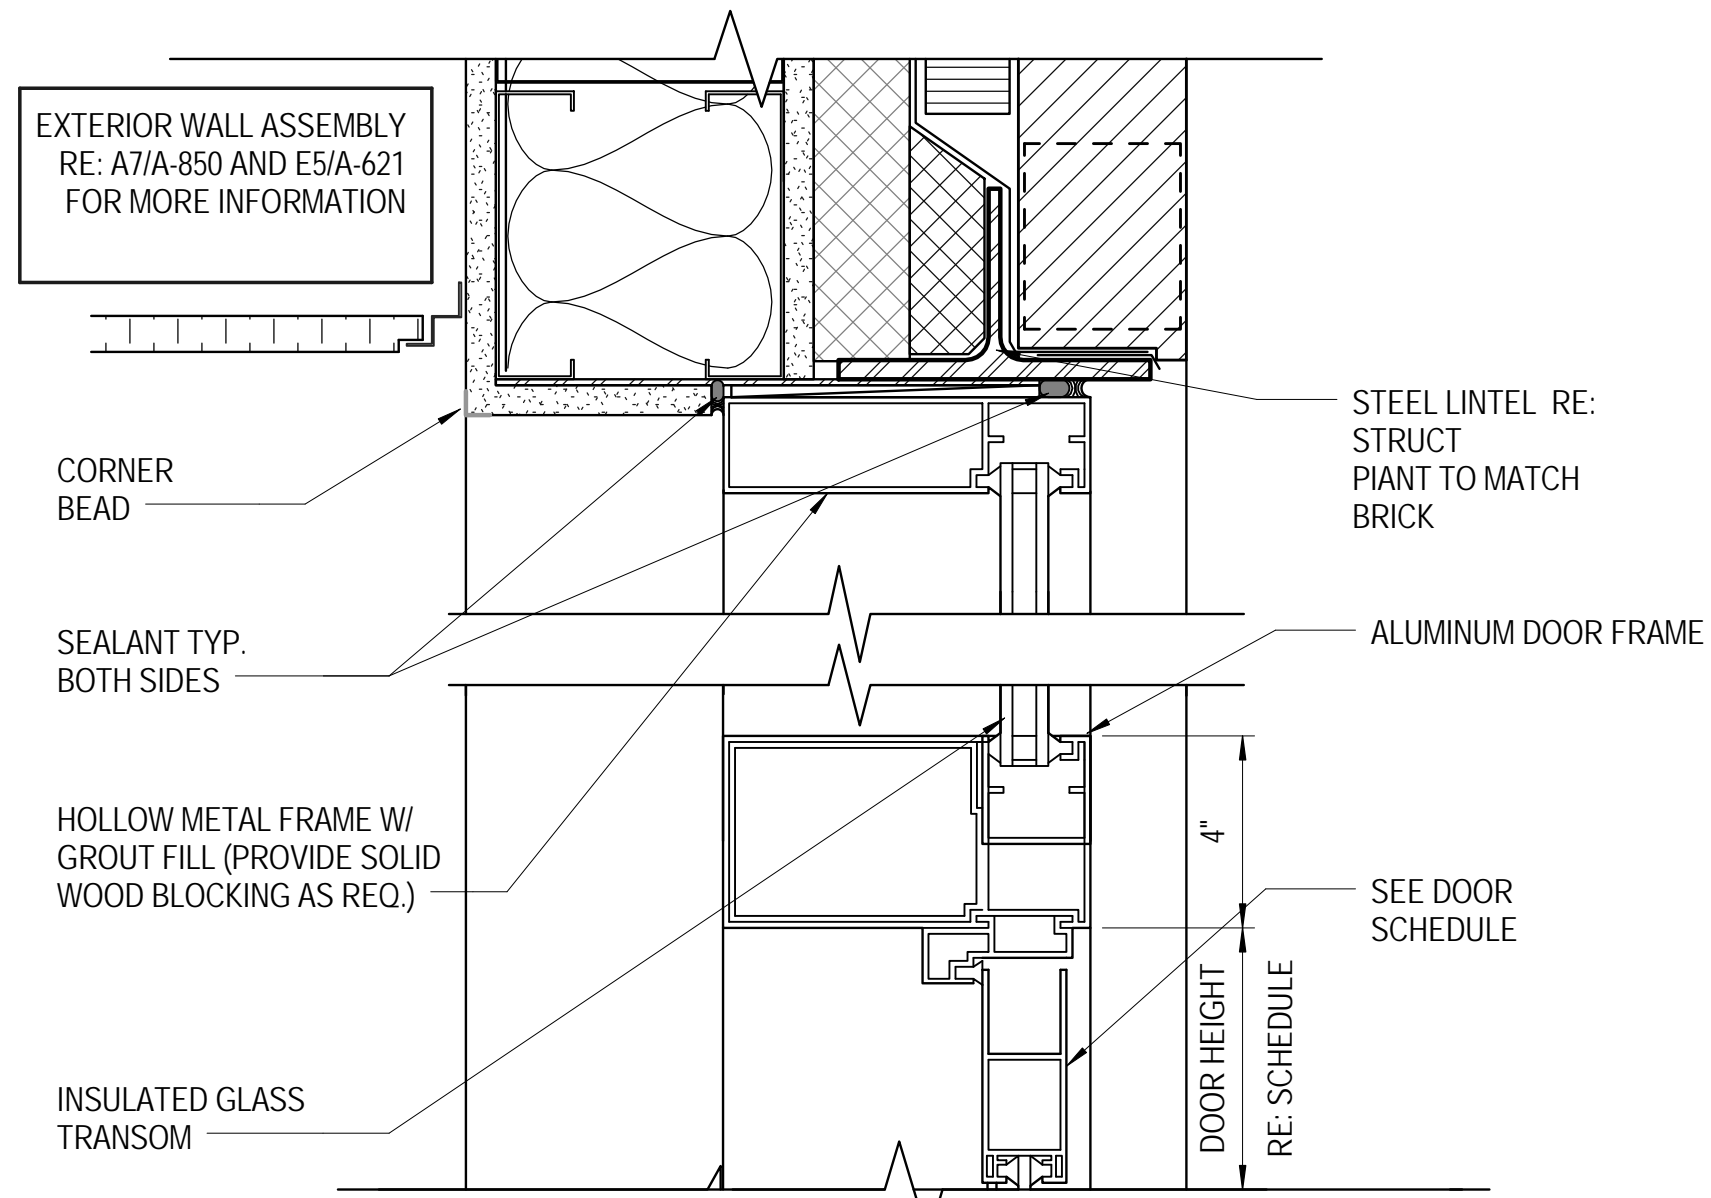 EXTERIOR WALL ASSEMBLY
RE: A7/A-850 AND E5/A-621
FOR MORE INFORMATION
CORNER
BEAD
SEALANT TYP.
BOTH SIDES
HOLLOW METAL FRAME W/
GROUT FILL (PROVIDE SOLID
WOOD BLOCKING AS REQ.)
INSULATED GLASS
TRANSOM
STEEL LINTEL RE:
STRUCT
PIANT TO MATCH
BRICK
ALUMINUM DOOR FRAME
4"
SEE DOOR
SCHEDULE
DOOR HEIGHT
RE: SCHEDULE